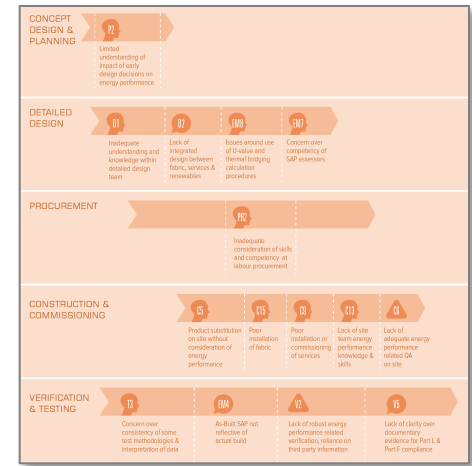 CONCEPT
DESIGN &
PLANNING
P2
Limited
understanding of
impact of early
design decisions on
energy performance
DETAILED
DESIGN
D1
Inadequate
understanding and
knowledge within
detailed design
team
D2
Lack of
integrated
design between
fabric, services &
renewables
EM8
Issues around use
of U-value and
thermal bridging
calculation
procedures
EM7
Concern over
competency of
SAP assessors
PROCUREMENT
PR2
Inadequate
consideration of skills
and competency at
labour procurement
CONSTRUCTION &
COMMISSIONING
C5
Product substitution
on site without
consideration of
energy
performance
C15
Poor
installation
of fabric
C9
Poor
installation or
commissioning
of services
C13
Lack of site
team energy
performance
knowledge &
skills
Lack of
adequate energy
performance
related QA
on site
VERIFICATION
& TESTING
T3
Concern over
consistency of some
test methodologies &
interpretation of data
EM4
As-Built SAP not
reflective of
actual build
V2
Lack of robust energy
performance related
verification, reliance on
third party information
V5
Lack of clarity over
documentary
evidence for Part L &
Part F compliance